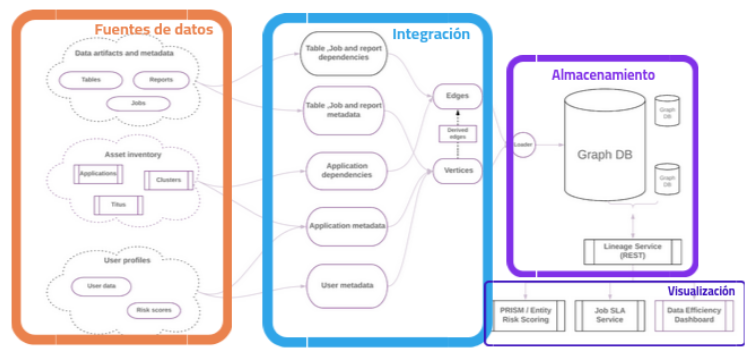 Fuentes de datos
Data artifacts and metadata
Tables
Reports
Jobs
Asset inventory
Applications
Clusters
Titus
User profiles
User data
Risk scores
Integración
Table ,Job and report
dependencies
Table ,Job and report
metadata
Application
dependencies
Application metadata
User metadata
Edges
Derived
edges
Vertices
Almacenamiento
Loader
Graph DB
Graph
DB
Graph
DB
Lineage Service
(REST)
Visualización
PRISM / Entity
Risk Scoring
Job SLA
Service
Data Efficiency
Dashboard